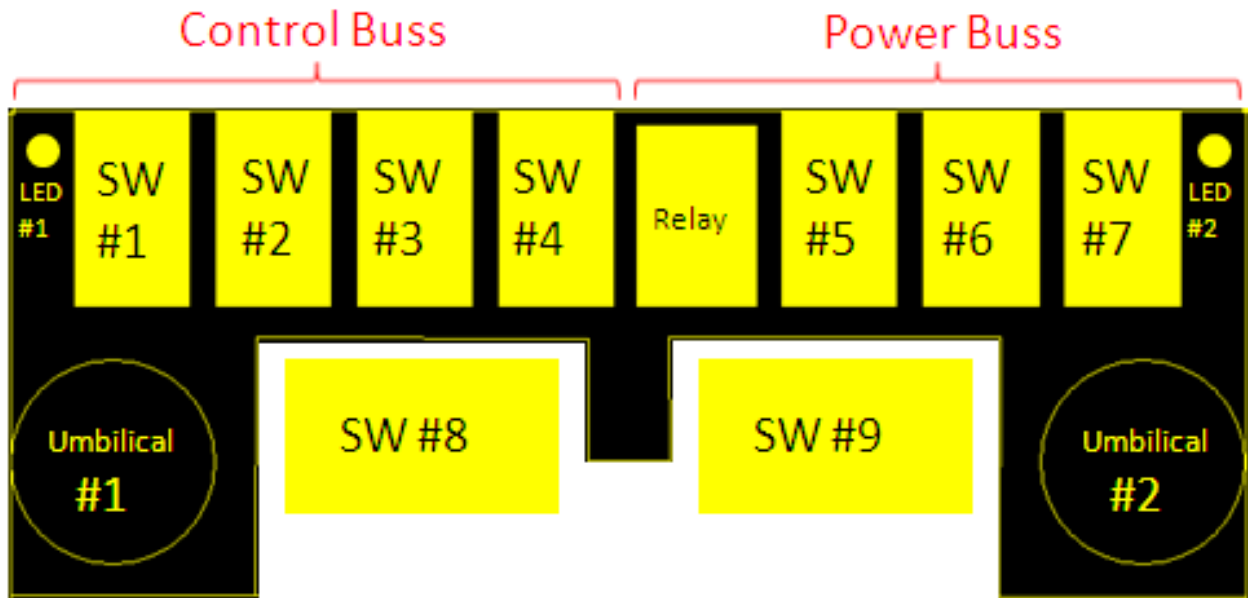 Control Buss
Power Buss
LED
#1
SW
#1
SW
#2
SW
#3
SW
#4
Relay
SW
#5
SW
#6
SW
#7
LED
#2
Umbilical
#1
SW #8
SW #9
Umbilical
#2